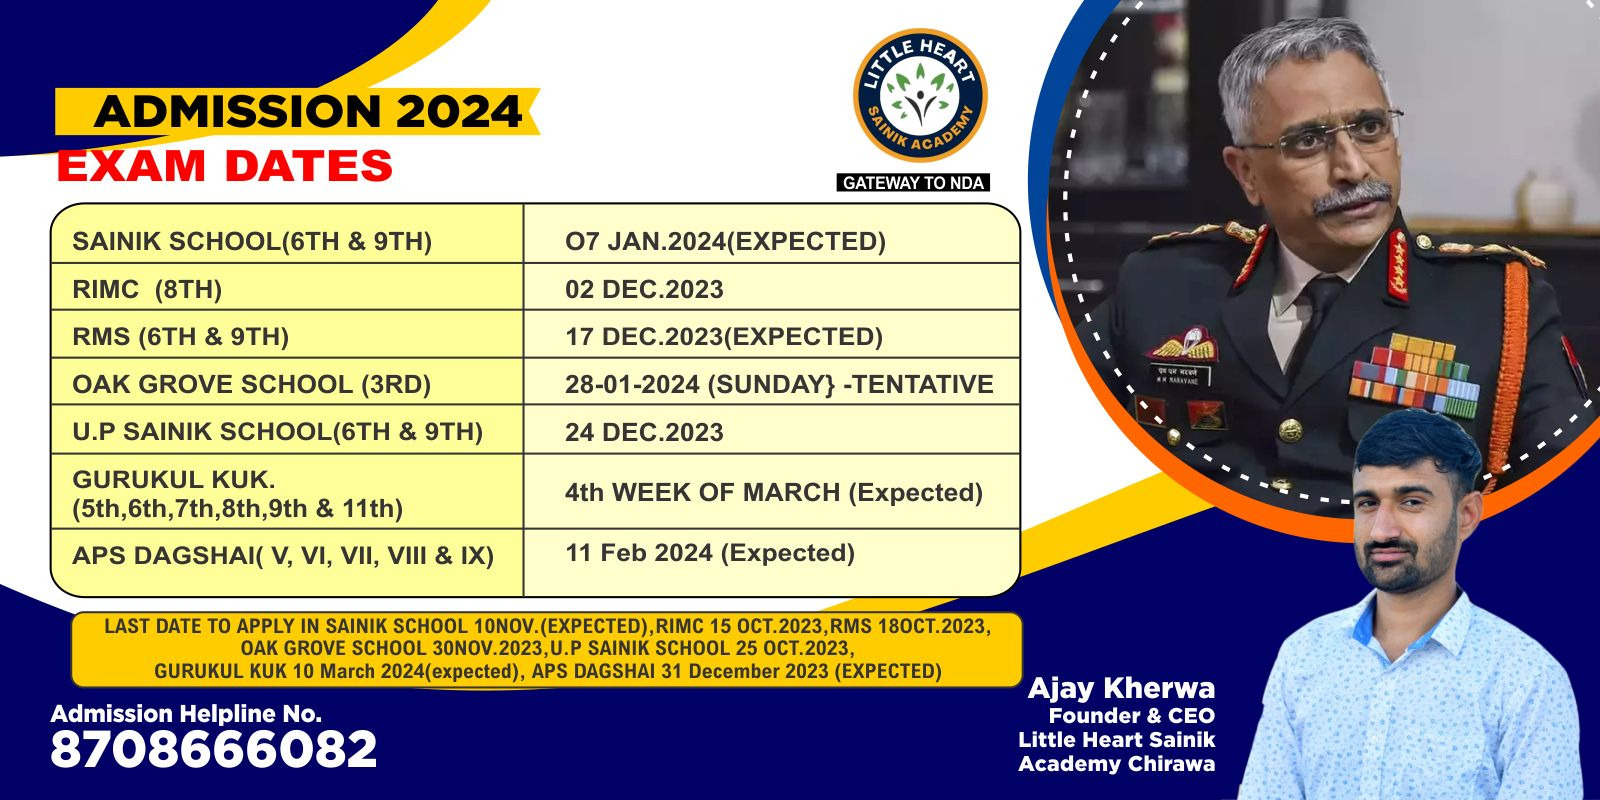 ADMISSION 2024
EXAM DATES
LITTLE HEART
SAINIK ACADEMY
GATEWAY TO NDA
SAINIK SCHOOL(6TH & 9TH) O7 JAN.2024(EXPECTED)
RIMC (8TH) 02 DEC.2023
RMS (6TH & 9TH) 17 DEC.2023(EXPECTED)
OAK GROVE SCHOOL (3RD) 28-01-2024 (SUNDAY} -TENTATIVE
U.P SAINIK SCHOOL(6TH & 9TH) 24 DEC.2023
GURUKUL KUK.
(5th,6th,7th,8th,9th & 11th) 4th WEEK OF MARCH (Expected)
APS DAGSHAI( V, VI, VII, VIII & IX) 11 Feb 2024 (Expected)
LAST DATE TO APPLY IN SAINIK SCHOOL 10NOV.(EXPECTED),RIMC 15 OCT.2023,RMS 18OCT.2023,
OAK GROVE SCHOOL 30NOV.2023,U.P SAINIK SCHOOL 25 OCT.2023,
GURUKUL KUK 10 March 2024(expected), APS DAGSHAI 31 December 2023 (EXPECTED)
Admission Helpline No.
8708666082
एम एम नरवणे
M M NARAVANE
Ajay Kherwa
Founder & CEO
Little Heart Sainik
Academy Chirawa